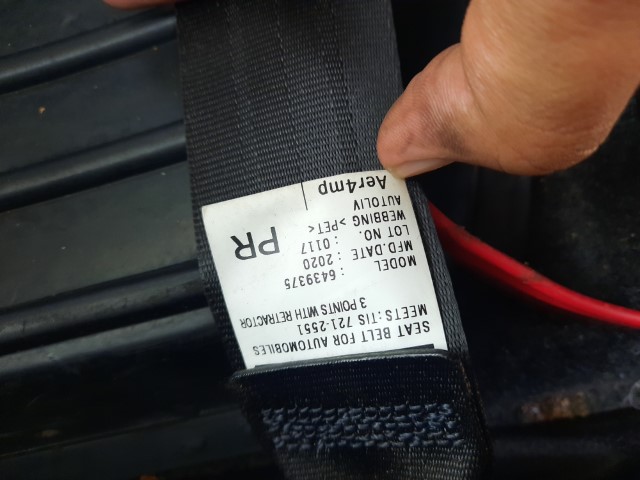 SEAT BELT FOR AUTOMOBILES
MEETS : TIS 721-2551
3 POINTS WITH RETRACTOR
MODEL : 6439375
MFD.DATE : 2020
LOT NO. : 0117
WEBBING >PET<
AUTOLIV
PR
Aer4mp